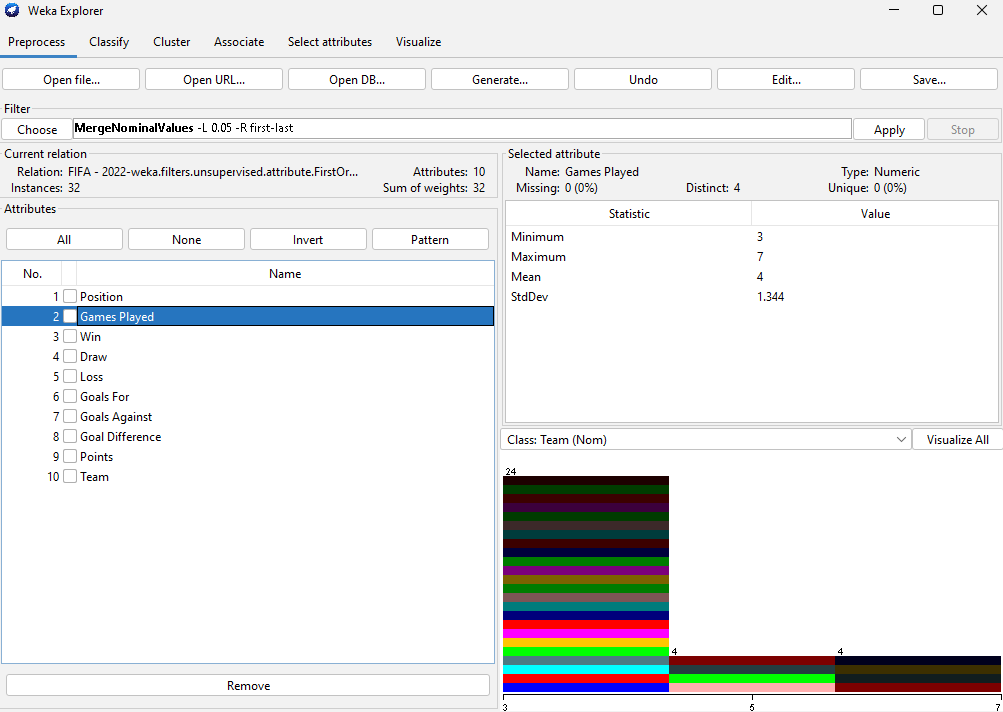 Weka Explorer
Preprocess Classify Cluster Associate Select attributes Visualize
Open file... Open URL... Open DB... Generate... Undo Edit... Save...
Filter
Choose MergeNominalValues -L 0.05 -R first-last Apply Stop
Current relation
Relation: FIFA - 2022-weka.filters.unsupervised.attribute.FirstOr... Attributes: 10
Instances: 32 Sum of weights: 32
Attributes
All None Invert Pattern
No. Name
1 Position
2 Games Played
3 Win
4 Draw
5 Loss
6 Goals For
7 Goals Against
8 Goal Difference
9 Points
10 Team
Remove
Selected attribute
Name: Games Played Type: Numeric
Missing: 0 (0%) Distinct: 4 Unique: 0 (0%)
Statistic Value
Minimum 3
Maximum 7
Mean 4
StdDev 1.344
Class: Team (Nom) Visualize All
24
4 4
3 5 7